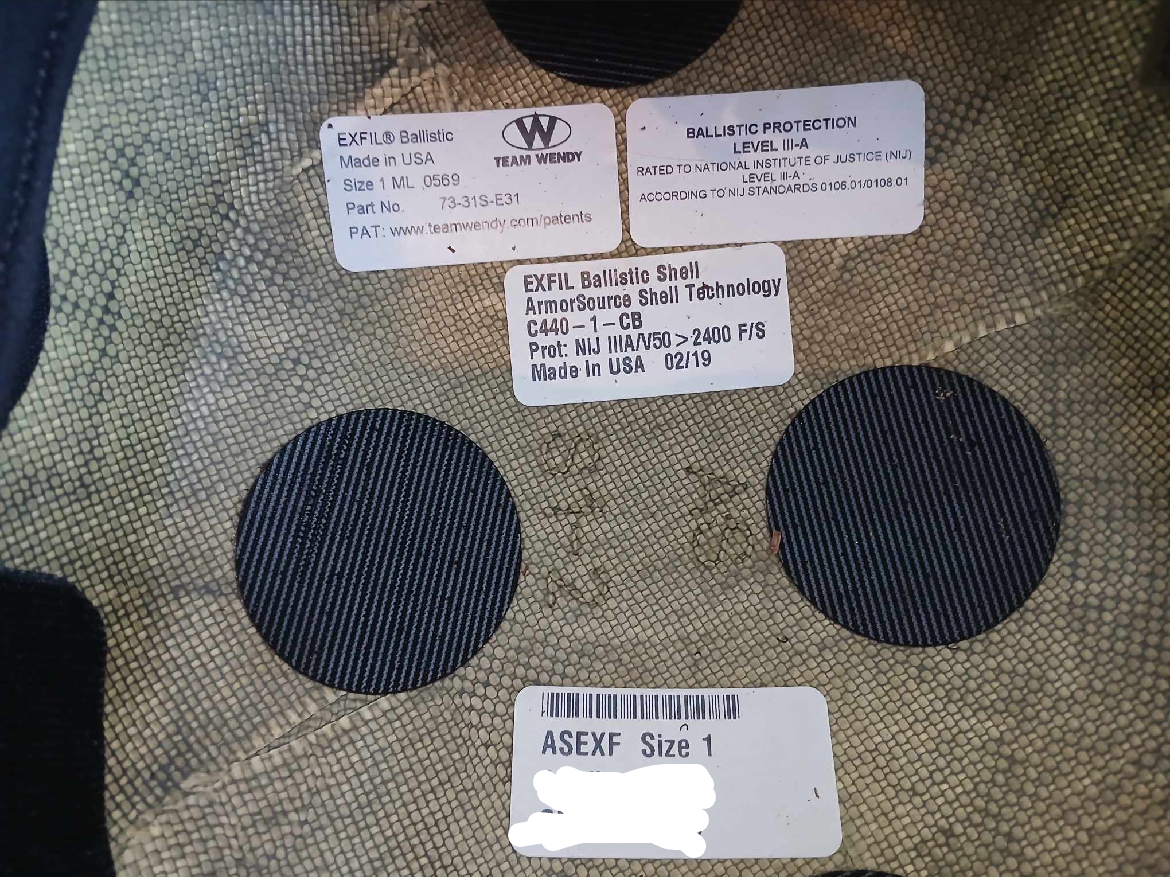 EXFIL® Ballistic
Made in USA
Size 1 ML 0569
Part No. 73-31S-E31
PAT: www.teamwendy.com/patents
W
TEAM WENDY
BALLISTIC PROTECTION
LEVEL III-A
RATED TO NATIONAL INSTITUTE OF JUSTICE (NIJ)
LEVEL III-A
ACCORDING TO NIJ STANDARDS 0106.01/0108.01
EXFIL Ballistic Shell
ArmorSource Shell Technology
C440-1-CB
Prot: NIJ IIIA/V50>2400 F/S
Made In USA 02/19
ASEXF Size 1